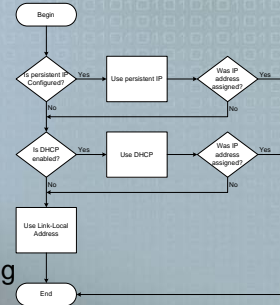 Begin
Is persistent IP
Configured?
Yes
Use persistent IP
Was IP
address
assigned?
Yes
No
No
Is DHCP
enabled?
Yes
Use DHCP
Was IP
address
assigned?
Yes
No
No
Use Link-Local
Address
g
End